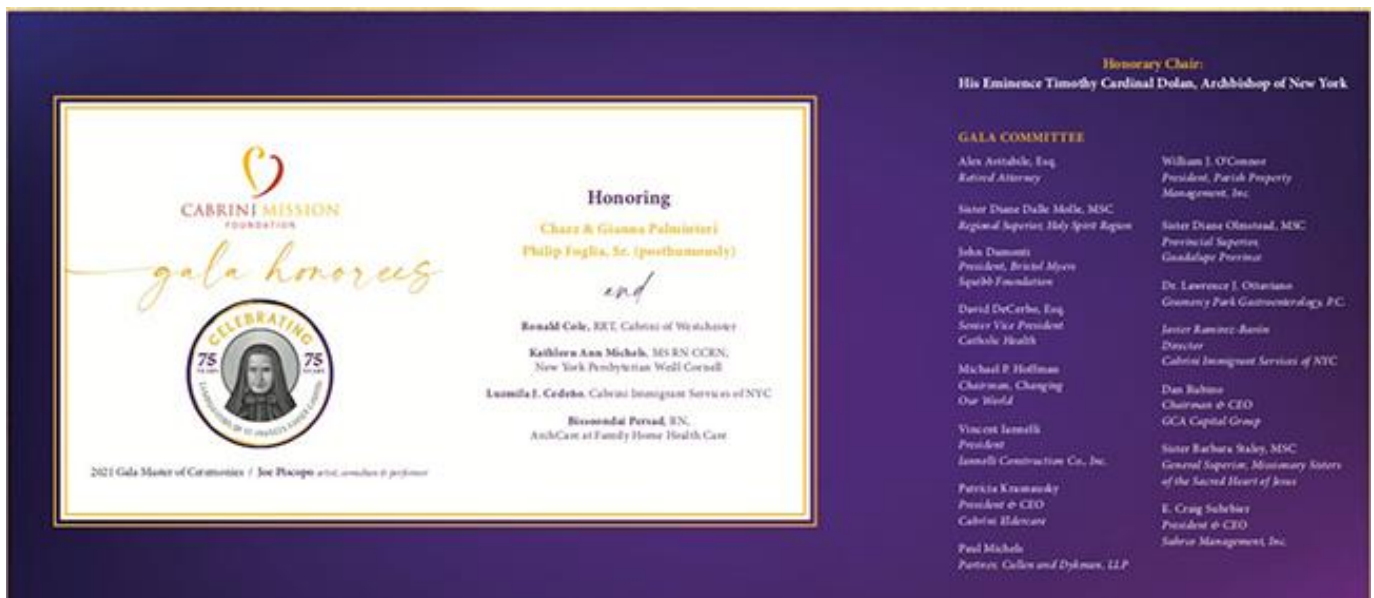 CABRINI MISSION
FOUNDATION
gala honorees
CELEBRATING
75 YEARS
75 YEARS
2021 Gala Master of Ceremonies / Joe Piscopo artist, comedian & performer
Honoring
Chazz & Gianna Palminteri
Philip Foglia, Sr. (posthumously)
and
Ronald Cole, RRT, Cabrini of Westchester
Kathleen Ann Michels, MS RN CCRN,
New York Presbyterian Weill Cornell
Luzmila J. Cedeño, Cabrini Immigrant Services of NYC
Persad, RN,
ArchCare at Family Home Health Care
Honorary Chair:
His Eminence Timothy Cardinal Dolan, Archbishop of New York
GALA COMMITTEE
Alex Avitabile, Esq.
Retired Attorney
Sister Diane Dalle Molle, MSC
Regional Superior, Holy Spirit Region
John Damonti
President, Bristol Myers
Squibb Foundation
David DeCerbo, Esq.
Senior Vice President
Catholic Health
Michael P. Hoffman
Chairman, Changing
Our World
Vincent Iannelli
President
Iannelli Construction Co., Inc.
Patricia Krasnausky
President & CEO
Cabrini Eldercare
Paul Michels
Partner, Cullen and Dykman, LLP
William J. O'Connor
President, Parish Property
Management, Inc.
Sister Diane Olmstead, MSC
Provincial Superior,
Guadalupe Province
Dr. Lawrence J. Ottaviano
Gramercy Park Gastroenterology, P.C.
Javier Ramirez-Barón
Director
Cabrini Immigrant Services of NYC
Dan
Chairman & CEO
GCA Capital Group
Sister Barbara Staley, MSC
General Superior, Missionary Sisters
of the Sacred Heart of Jesus
E. Craig
President & CEO
Management, Inc.